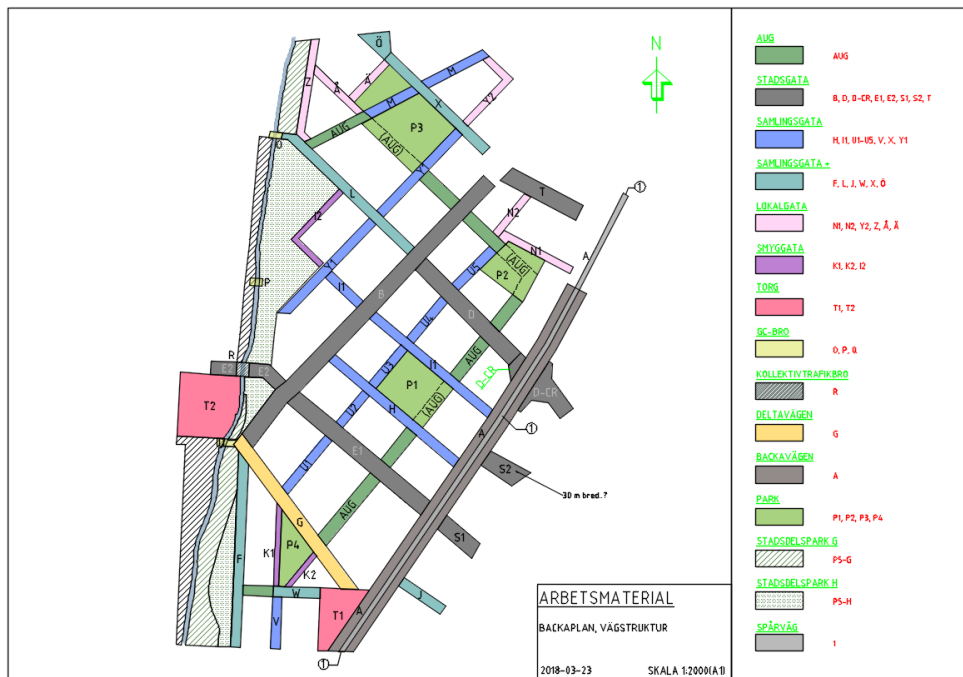 N
Ö
Z
Å
Ä
M
M
X
Y2
AUG
P3
(AUG)
O
L
Y
I2
T
N2
N1
1
A
(AUG)
P2
U5
P
Y1
I1
B
D
U4
AUG
R
E2
E2
U3
I1
P1
D-CR
D-CR
T2
U2
H
(AUG)
1
A
E1
U1
S2
30 m bred.?
G
AUG
S1
K1
P4
K2
F
W
J
V
T1
A
1
ARBETSMATERIAL
BACKAPLAN, VÄGSTRUKTUR
2018-03-23 SKALA 1:2000(A1)
AUG
AUG
STADSGATA
B, D, D-CR, E1, E2, S1, S2, T
SAMLINGSGATA
H, I1, U1-U5, V, X, Y1
SAMLINGSGATA +
F, L, J, W, X, Ö
LOKALGATA
N1, N2, Y2, Z, Å, Ä
SMYGGATA
K1, K2, I2
TORG
T1, T2
GC-BRO
O, P, Q
KOLLEKTIVTRAFIKBRO
R
DELTAVÄGEN
G
BACKAVÄGEN
A
PARK
P1, P2, P3, P4
STADSDELSPARK G
PS-G
STADSDELSPARK H
PS-H
SPÅRVÄG
1